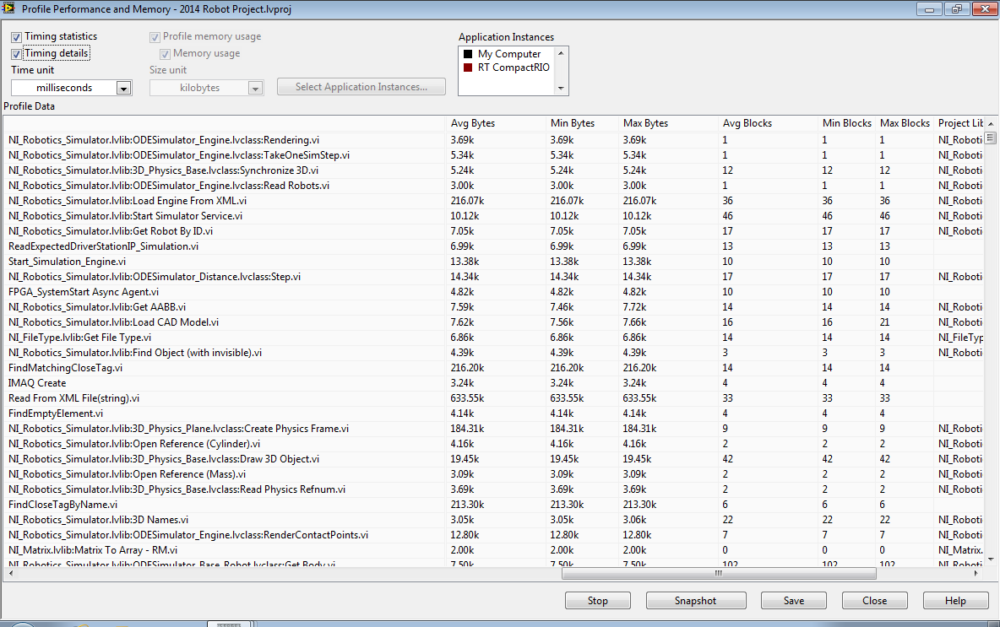 Profile Performance and Memory - 2014 Robot Project.lvproj
Timing statistics
Timing details
Time unit
milliseconds
Profile memory usage
Memory usage
Size unit
kilobytes
Select Application Instances...
Application Instances
My Computer
RT CompactRIO
Profile Data
Avg Bytes Min Bytes Max Bytes Avg Blocks Min Blocks Max Blocks Project Lib
NI_Robotics_Simulator.lvlib:ODESimulator_Engine.lvclass:Rendering.vi 3.69k 3.69k 3.69k 1 1 1 NI_Roboti
NI_Robotics_Simulator.lvlib:ODESimulator_Engine.lvclass:TakeOneSimStep.vi 5.34k 5.34k 5.34k 1 1 1 NI_Roboti
NI_Robotics_Simulator.lvlib:3D_Physics_Base.lvclass:Synchronize 3D.vi 5.24k 5.24k 5.24k 12 12 12 NI_Roboti
NI_Robotics_Simulator.lvlib:ODESimulator_Engine.lvclass:Read Robots.vi 3.00k 3.00k 3.00k 1 1 1 NI_Roboti
NI_Robotics_Simulator.lvlib:Load Engine From XML.vi 216.07k 216.07k 216.07k 36 36 36 NI_Roboti
NI_Robotics_Simulator.lvlib:Start Simulator Service.vi 10.12k 10.12k 10.12k 46 46 46 NI_Roboti
NI_Robotics_Simulator.lvlib:Get Robot By ID.vi 7.05k 7.05k 7.05k 17 17 17 NI_Roboti
ReadExpectedDriverStationIP_Simulation.vi 6.99k 6.99k 6.99k 13 13 13
Start_Simulation_Engine.vi 13.38k 13.38k 13.38k 10 10 10
NI_Robotics_Simulator.lvlib:ODESimulator_Distance.lvclass:Step.vi 14.34k 14.34k 14.34k 17 17 17 NI_Roboti
FPGA_SystemStart Async Agent.vi 4.82k 4.82k 4.82k 10 10 10
NI_Robotics_Simulator.lvlib:Get AABB.vi 7.59k 7.46k 7.72k 14 14 14 NI_Roboti
NI_Robotics_Simulator.lvlib:Load CAD Model.vi 7.62k 7.56k 7.66k 16 16 21 NI_Roboti
NI_FileType.lvlib:Get File Type.vi 6.86k 6.86k 6.86k 14 14 14 NI_FileTyp
NI_Robotics_Simulator.lvlib:Find Object (with invisible).vi 4.39k 4.39k 4.39k 3 3 3 NI_Roboti
FindMatchingCloseTag.vi 216.20k 216.20k 216.20k 14 14 14
IMAQ Create 3.24k 3.24k 3.24k 4 4 4
Read From XML File(string).vi 633.55k 633.55k 633.55k 33 33 33
FindEmptyElement.vi 4.14k 4.14k 4.14k 4 4 4
NI_Robotics_Simulator.lvlib:3D_Physics_Plane.lvclass:Create Physics Frame.vi 184.31k 184.31k 184.31k 9 9 9 NI_Roboti
NI_Robotics_Simulator.lvlib:Open Reference (Cylinder).vi 4.16k 4.16k 4.16k 2 2 2 NI_Roboti
NI_Robotics_Simulator.lvlib:3D_Physics_Base.lvclass:Draw 3D Object.vi 19.45k 19.45k 19.45k 42 42 42 NI_Roboti
NI_Robotics_Simulator.lvlib:Open Reference (Mass).vi 3.09k 3.09k 3.09k 2 2 2 NI_Roboti
NI_Robotics_Simulator.lvlib:3D_Physics_Base.lvclass:Read Physics Refnum.vi 3.69k 3.69k 3.69k 2 2 2 NI_Roboti
FindCloseTagByName.vi 213.30k 213.30k 213.30k 6 6 6
NI_Robotics_Simulator.lvlib:3D Names.vi 3.05k 3.05k 3.06k 22 22 22 NI_Roboti
NI_Robotics_Simulator.lvlib:ODESimulator_Engine.lvclass:RenderContactPoints.vi 12.80k 12.80k 12.80k 7 7 7 NI_Roboti
NI_Matrix.lvlib:Matrix To Array - RM.vi 2.00k 2.00k 2.00k 0 0 0 NI_Matrix.
NI_Robotics_Simulator.lvlib:ODESimulator_Base_Robot.lvclass:Get Body.vi 7.50k 7.50k 7.50k 102 102 102 NI_Roboti
Stop Snapshot Save Close Help